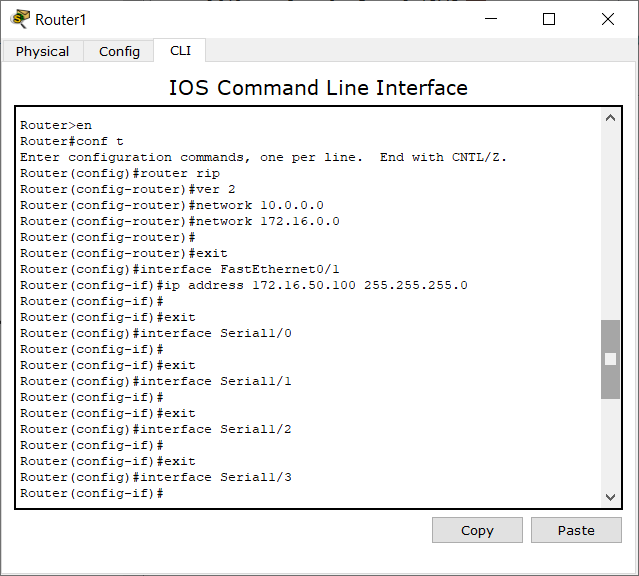 Router1
Physical Config CLI
IOS Command Line Interface
Router>en
Router#conf t
Enter configuration commands, one per line.  End with CNTL/Z.
Router(config)#router rip
Router(config-router)#ver 2
Router(config-router)#network 10.0.0.0
Router(config-router)#network 172.16.0.0
Router(config-router)#
Router(config-router)#exit
Router(config)#interface FastEthernet0/1
Router(config-if)#ip address 172.16.50.100 255.255.255.0
Router(config-if)#
Router(config-if)#exit
Router(config)#interface Serial1/0
Router(config-if)#
Router(config-if)#exit
Router(config)#interface Serial1/1
Router(config-if)#
Router(config-if)#exit
Router(config)#interface Serial1/2
Router(config-if)#
Router(config-if)#exit
Router(config)#interface Serial1/3
Router(config-if)#
Copy Paste